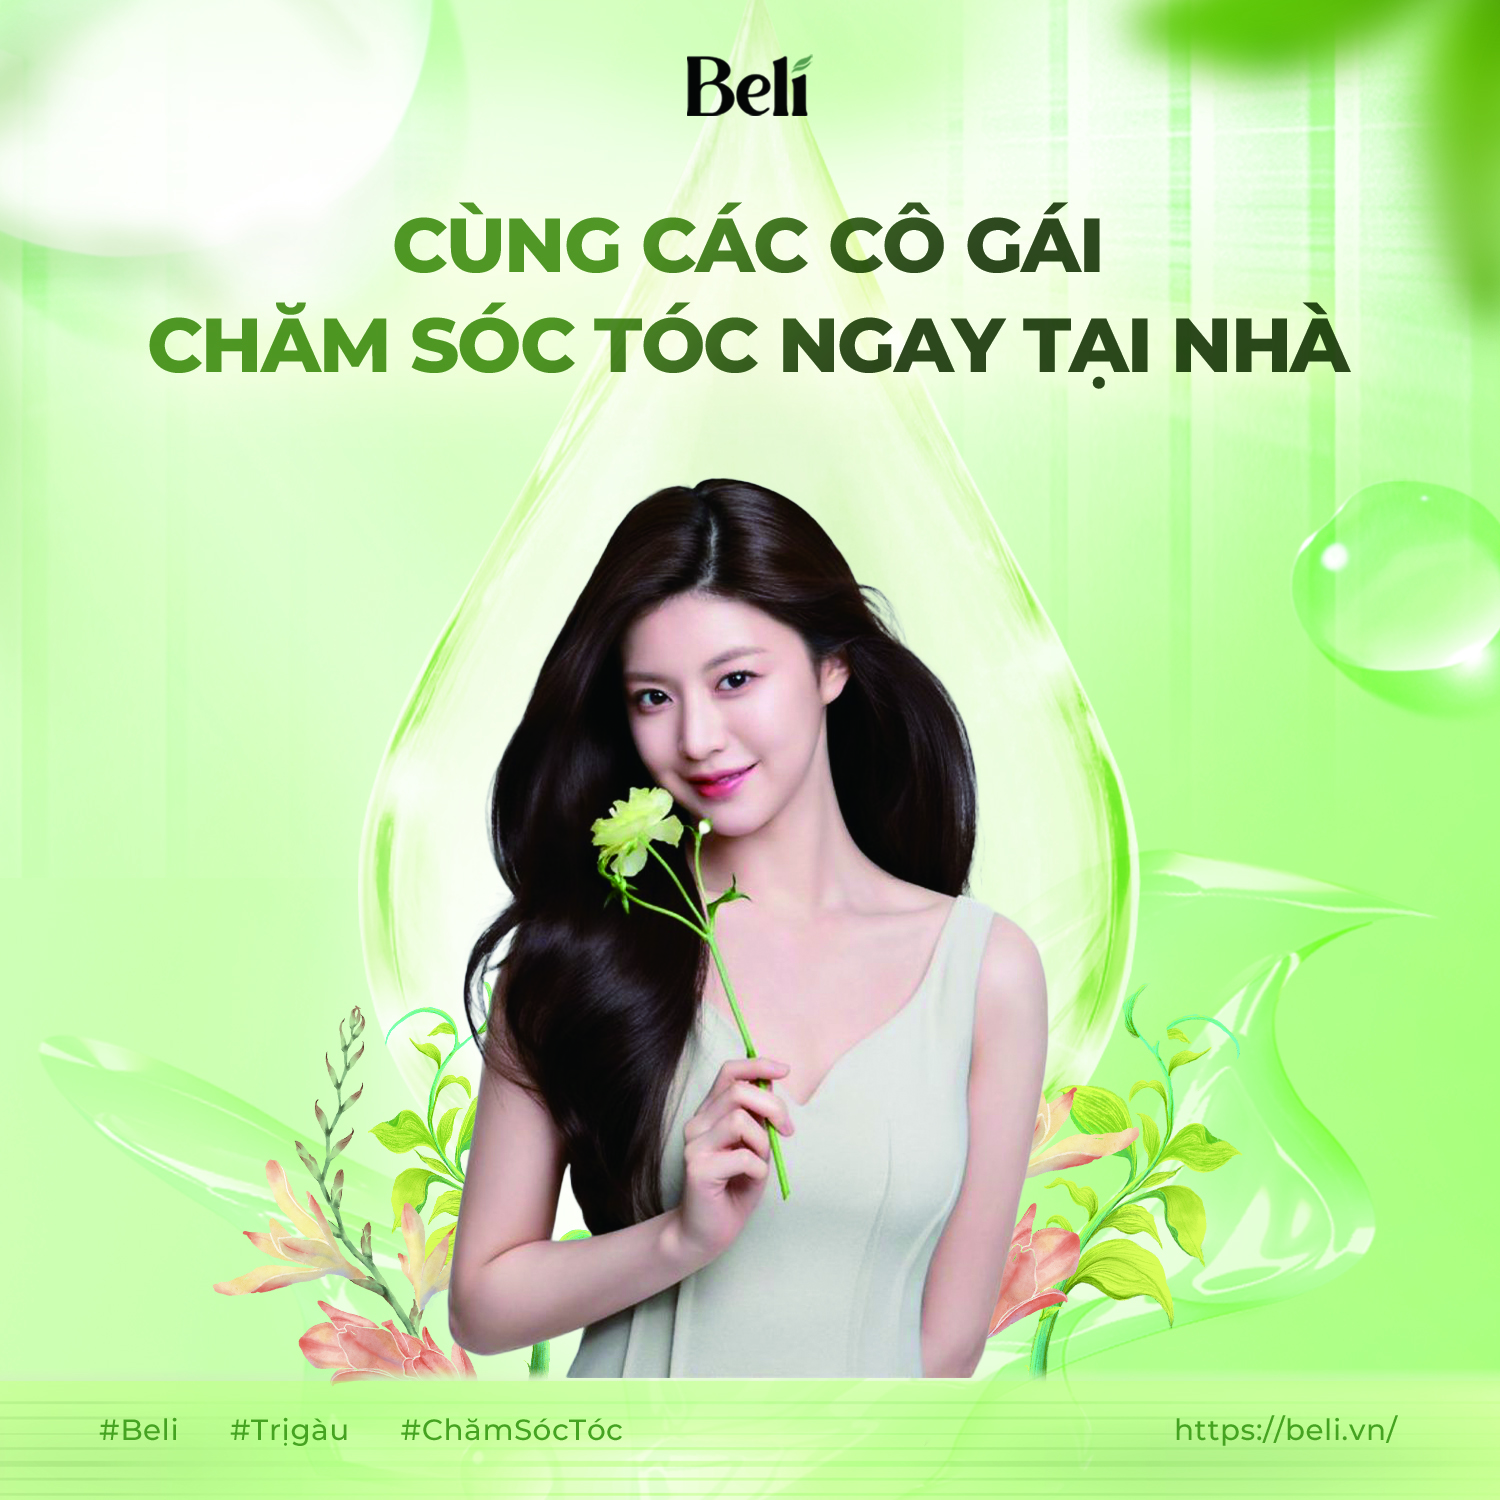 Beli
CÙNG CÁC CÔ GÁI
CHĂM SÓC TÓC NGAY TẠI NHÀ
#Beli #Trịgàu #ChămSócTóc https://beli.vn/